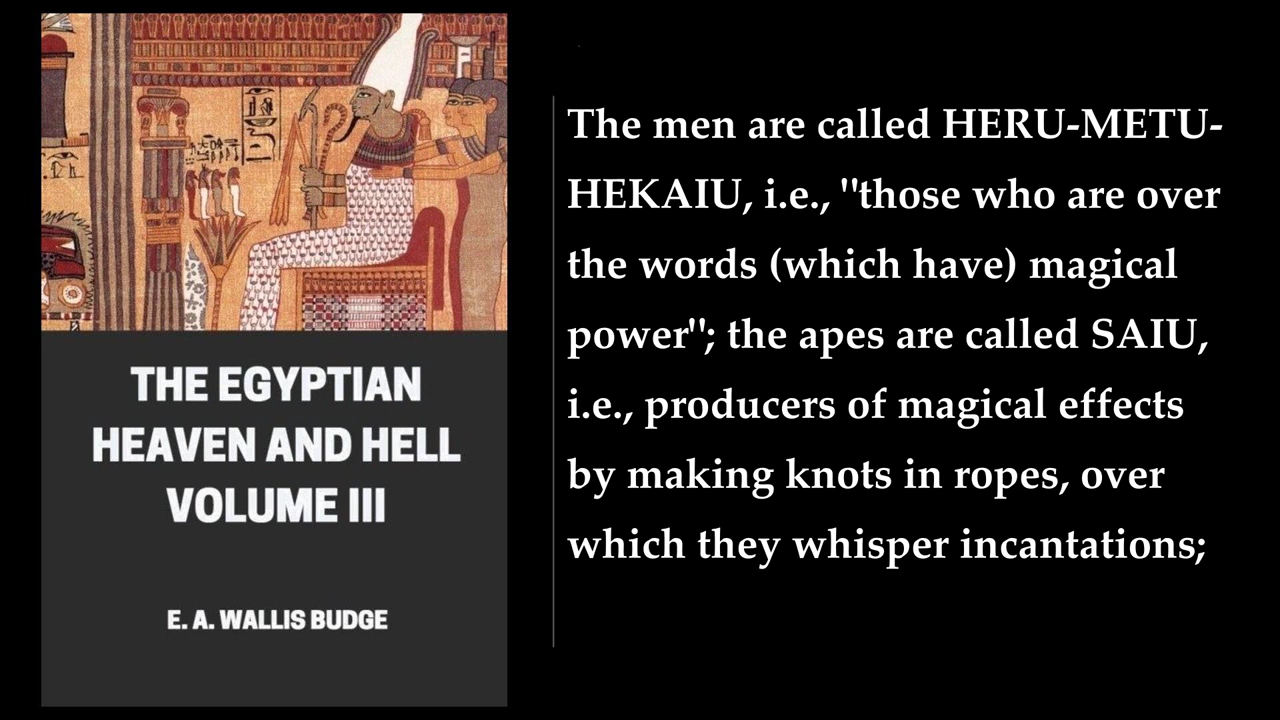 THE EGYPTIAN
HEAVEN AND HELL
VOLUME III
E. A. WALLIS BUDGE
The men are called HERU-METU-
HEKAIU, i.e., "those who are over
the words (which have) magical
power"; the apes are called SAIU,
i.e., producers of magical effects
by making knots in ropes, over
which they whisper incantations;